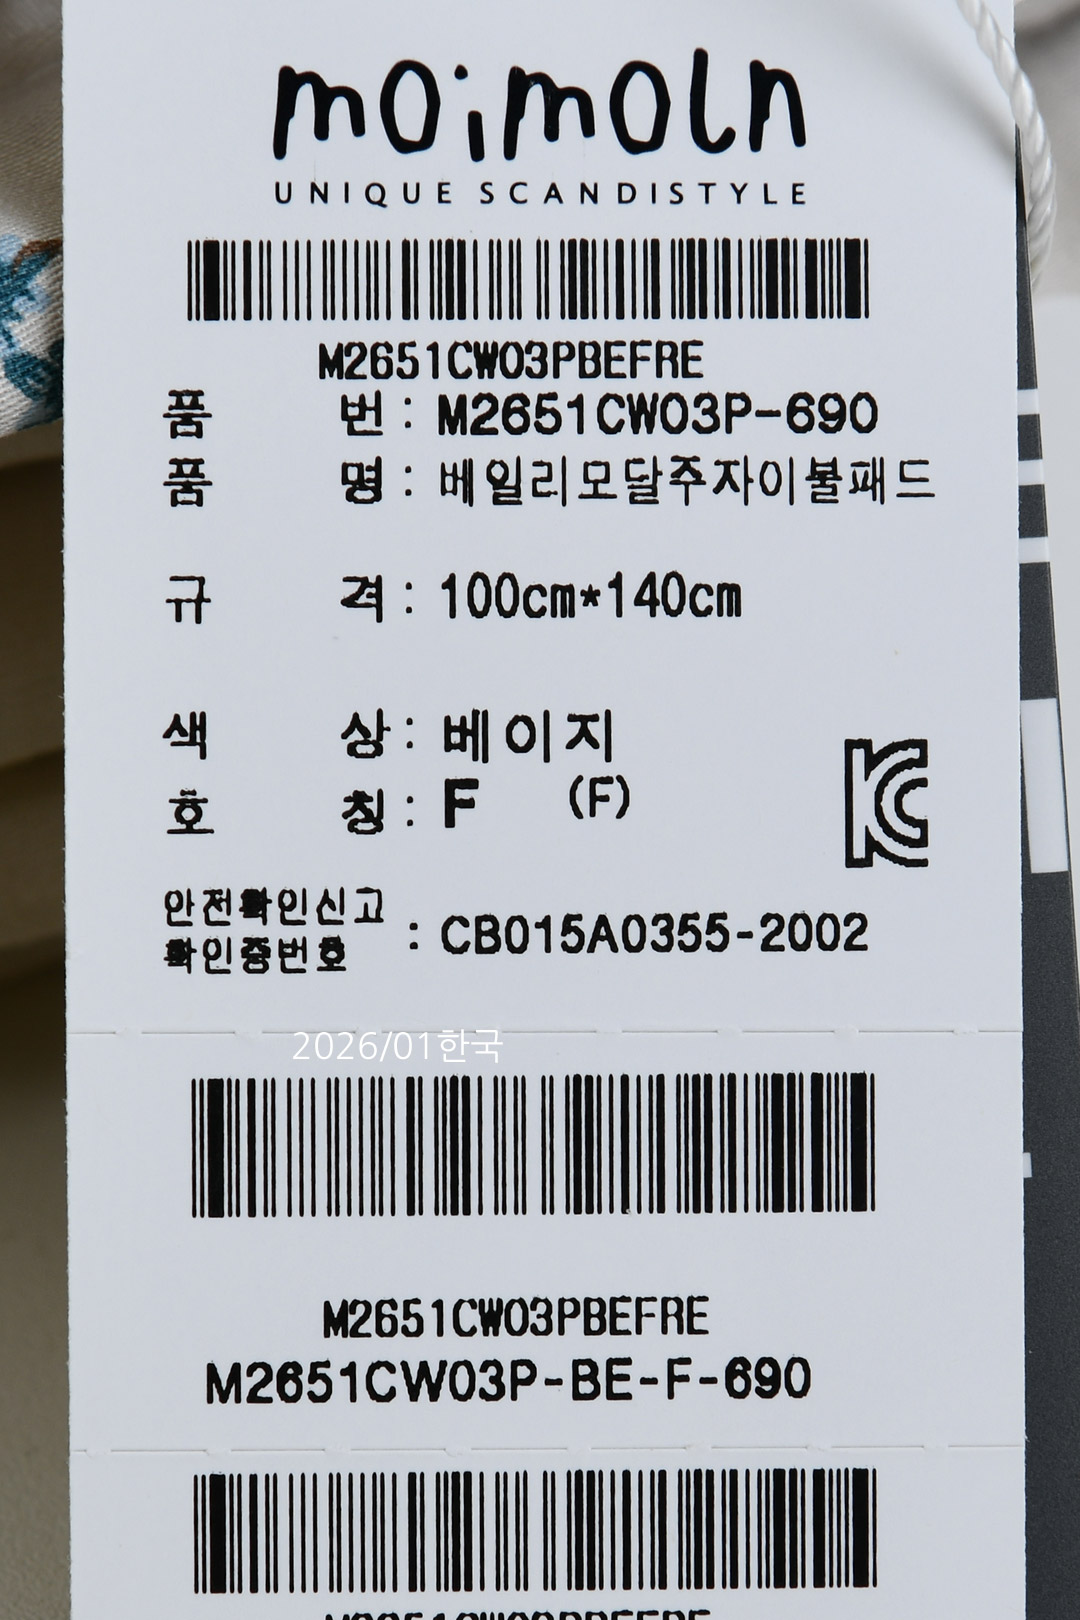 moimoln
UNIQUE SCANDISTYLE
M2651CW03PBEFRE
품 번 : M2651CW03P-690
품 명 : 베일리모달주자이불패드
규 격 : 100cm*140cm
색 상 : 베이지
호 칭 : F (F)
KC
안전확인신고
확인증번호 : CB015A0355-2002
2026/01한국
M2651CW03PBEFRE
M2651CW03P-BE-F-690